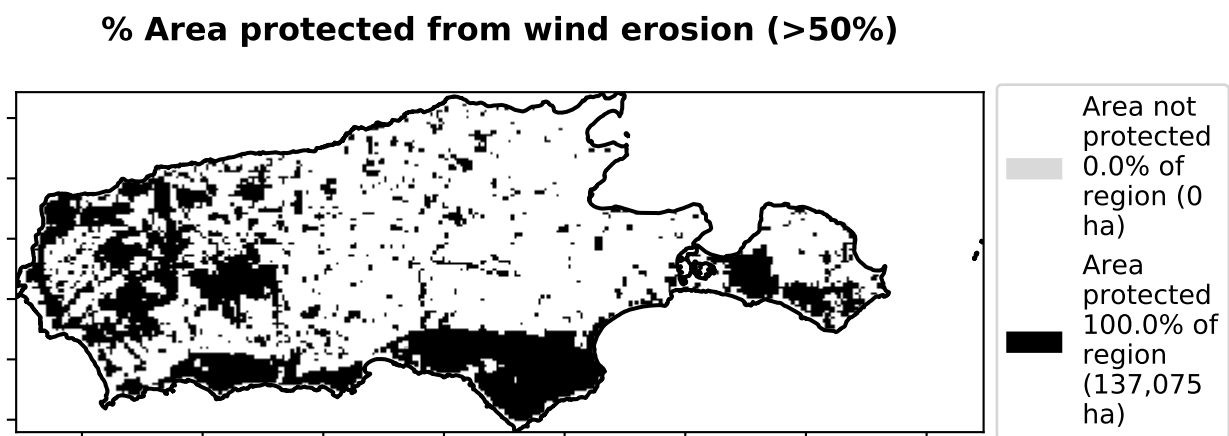 % Area protected from wind erosion (>50%)
Area not
protected
0.0% of
region (0
ha)
Area
protected
100.0% of
region
(137,075
ha)